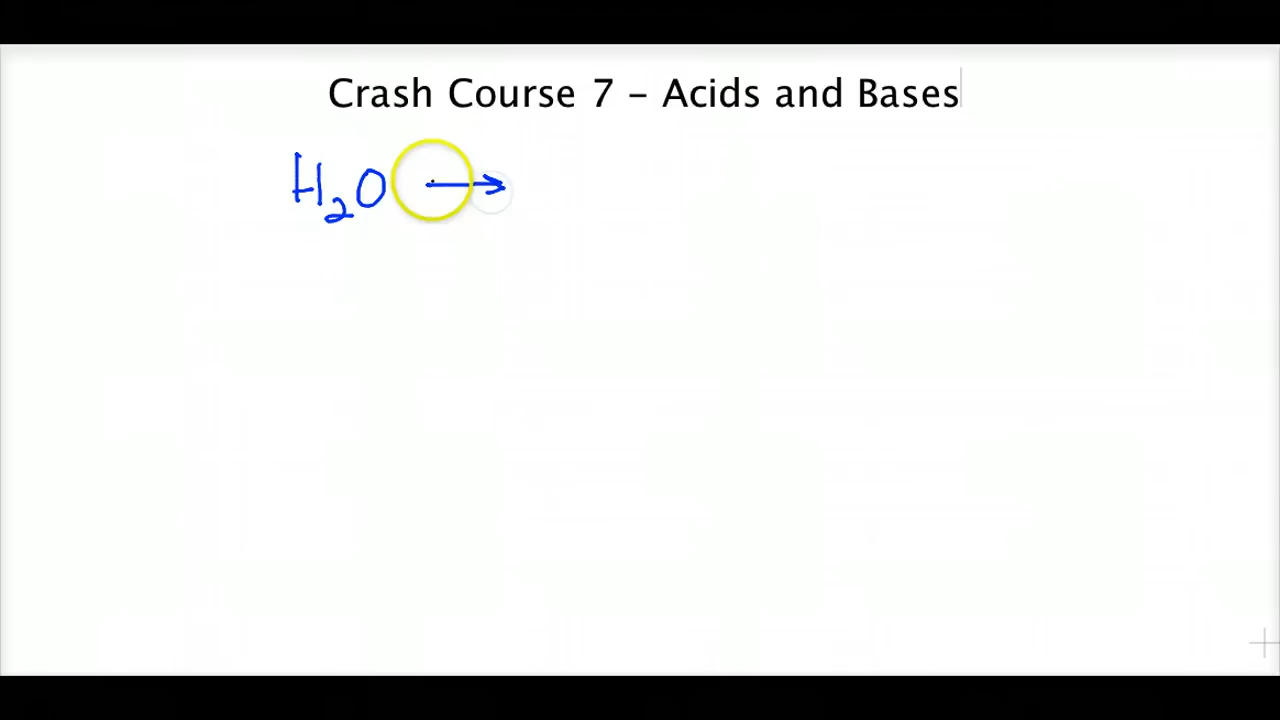 Crash Course 7 – Acids and Bases
H₂O →